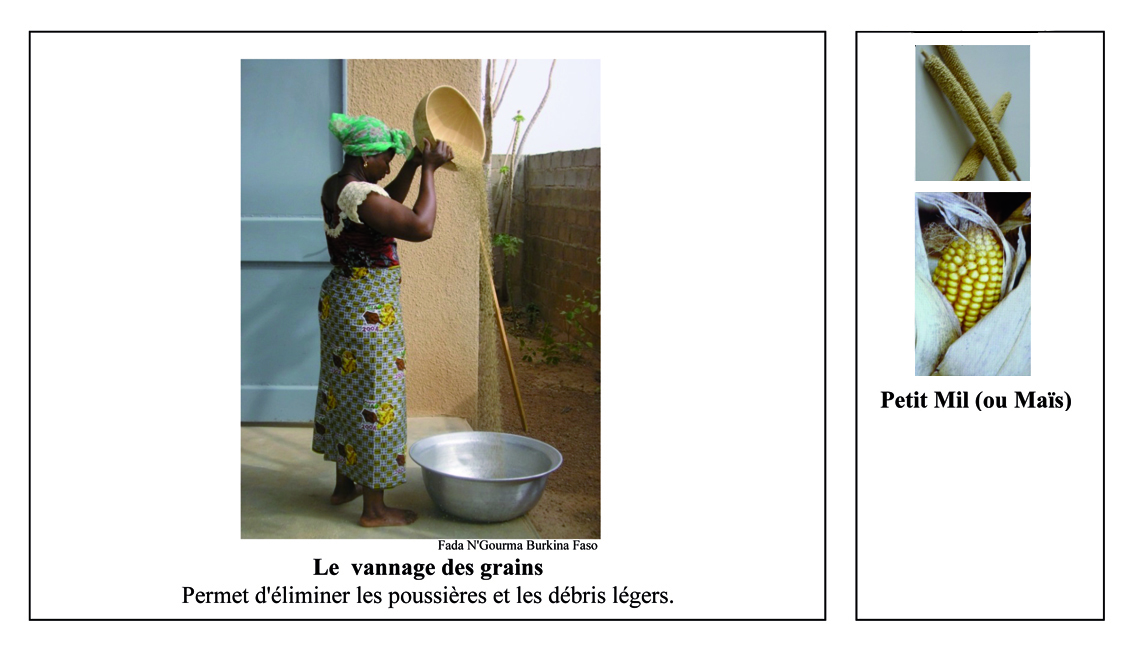 Fada N'Gourma Burkina Faso
Le vannage des grains
Permet d'éliminer les poussières et les débris légers.
Petit Mil (ou Maïs)